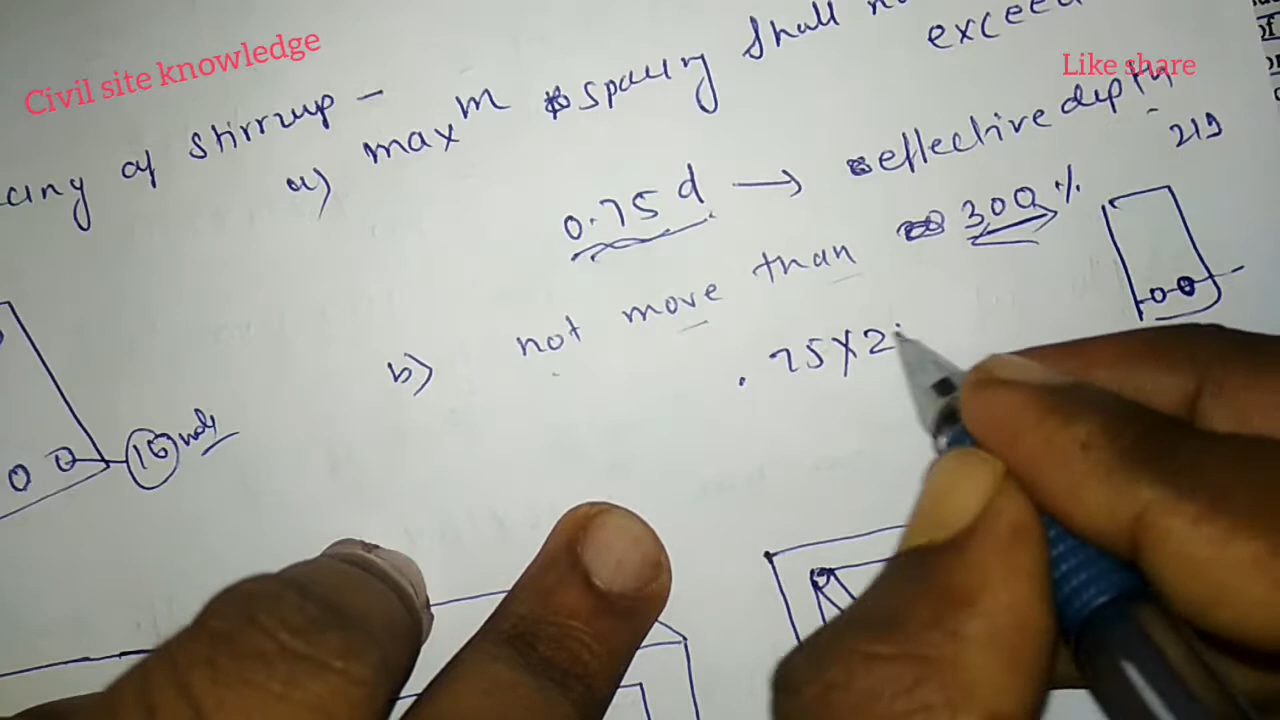 Civil site knowledge
Like share
cing of stirrup -
a) maxm spacing shall
exceed
0.75 d → effective depth
219
b) not more than 300 %
.75X2
16